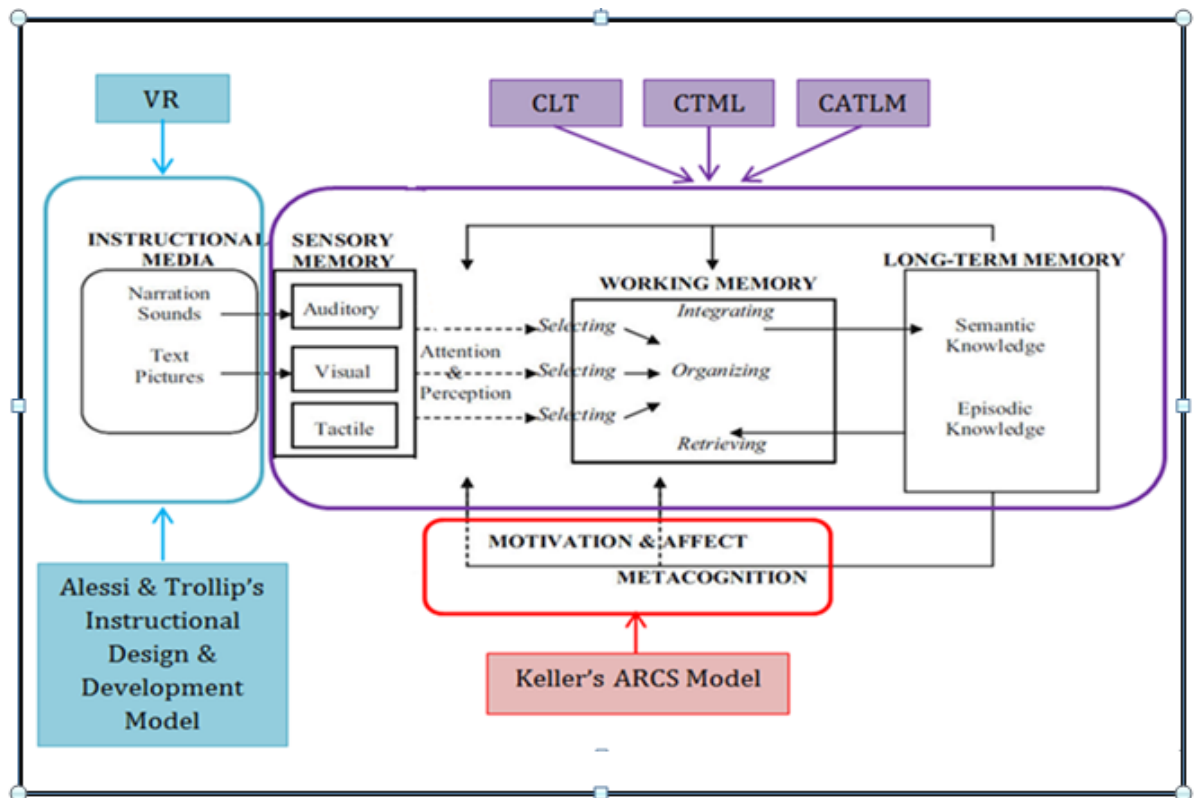 VR
CLT
CTML
CATLM
INSTRUCTIONAL
MEDIA
Narration
Sounds
Text
Pictures
SENSORY
MEMORY
Auditory
Visual
Tactile
Attention
&
Perception
Selecting
Selecting
Selecting
WORKING MEMORY
Integrating
Organizing
Retrieving
LONG-TERM MEMORY
Semantic
Knowledge
Episodic
Knowledge
MOTIVATION & AFFECT
METACOGNITION
Alessi & Trollip's
Instructional
Design &
Development
Model
Keller's ARCS Model